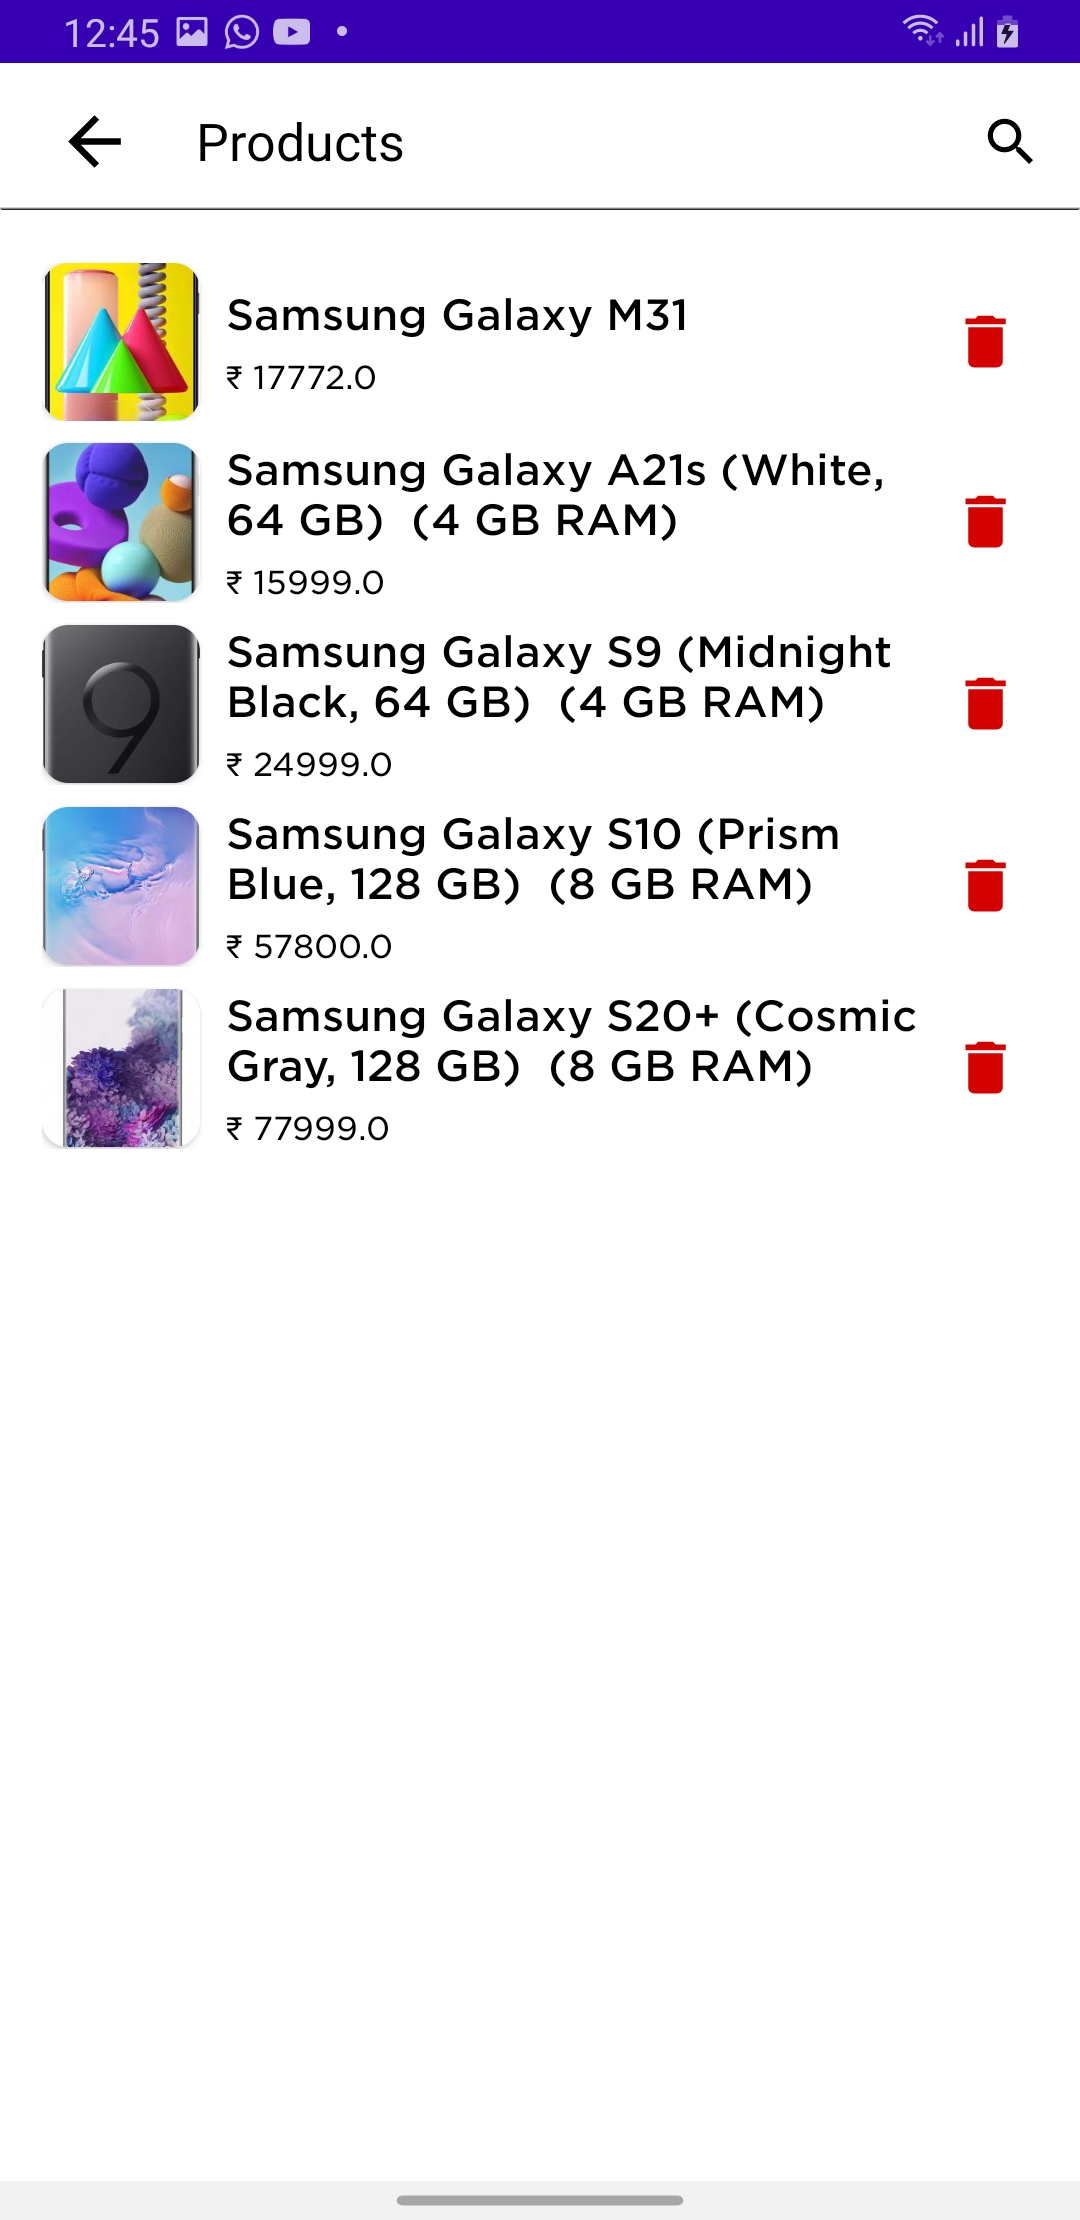 12:45
Products
Samsung Galaxy M31
₹ 17772.0
Samsung Galaxy A21s (White,
64 GB)  (4 GB RAM)
₹ 15999.0
Samsung Galaxy S9 (Midnight
Black, 64 GB)  (4 GB RAM)
₹ 24999.0
9
Samsung Galaxy S10 (Prism
Blue, 128 GB)  (8 GB RAM)
₹ 57800.0
Samsung Galaxy S20+ (Cosmic
Gray, 128 GB)  (8 GB RAM)
₹ 77999.0